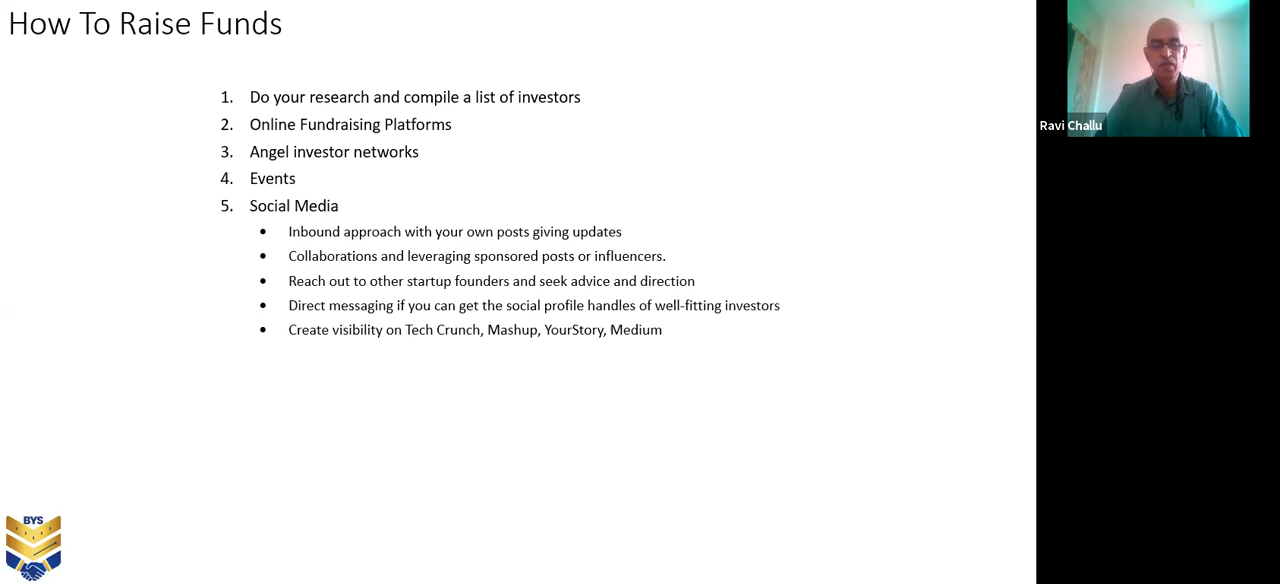 How To Raise Funds
1. Do your research and compile a list of investors
2. Online Fundraising Platforms
3. Angel investor networks
4. Events
5. Social Media
• Inbound approach with your own posts giving updates
• Collaborations and leveraging sponsored posts or influencers.
• Reach out to other startup founders and seek advice and direction
• Direct messaging if you can get the social profile handles of well-fitting investors
• Create visibility on Tech Crunch, Mashup, YourStory, Medium
Ravi Challu
BYS